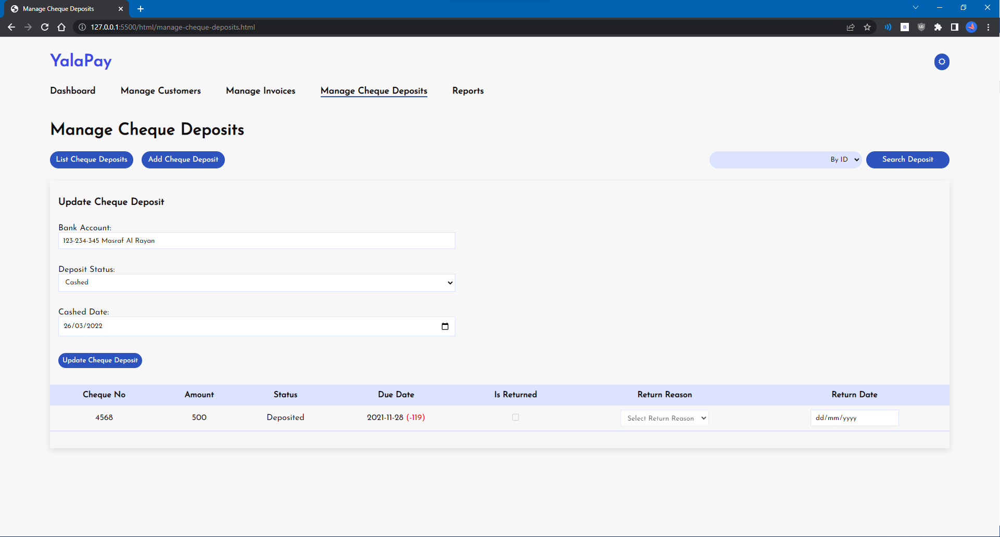 Manage Cheque Deposits
127.0.0.1:5500/html/manage-cheque-deposits.html
YalaPay
Dashboard Manage Customers Manage Invoices Manage Cheque Deposits Reports
Manage Cheque Deposits
List Cheque Deposits Add Cheque Deposit By ID Search Deposit
Update Cheque Deposit
Bank Account:
123-234-345 Masraf Al Rayan
Deposit Status:
Cashed
Cashed Date:
26/03/2022
Update Cheque Deposit
Cheque No Amount Status Due Date Is Returned Return Reason Return Date
4568 500 Deposited 2021-11-28 (-119) Select Return Reason dd/mm/yyyy